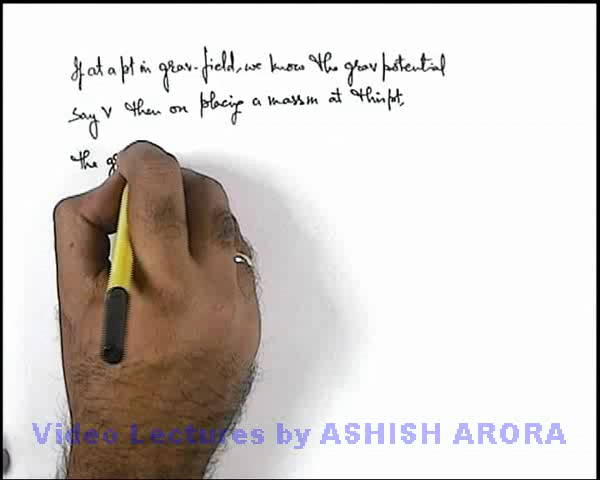 If at a pt in grav. field, we know the grav potential
say V then on placing a mass m at this pt,
the g
Video Lectures by ASHISH ARORA